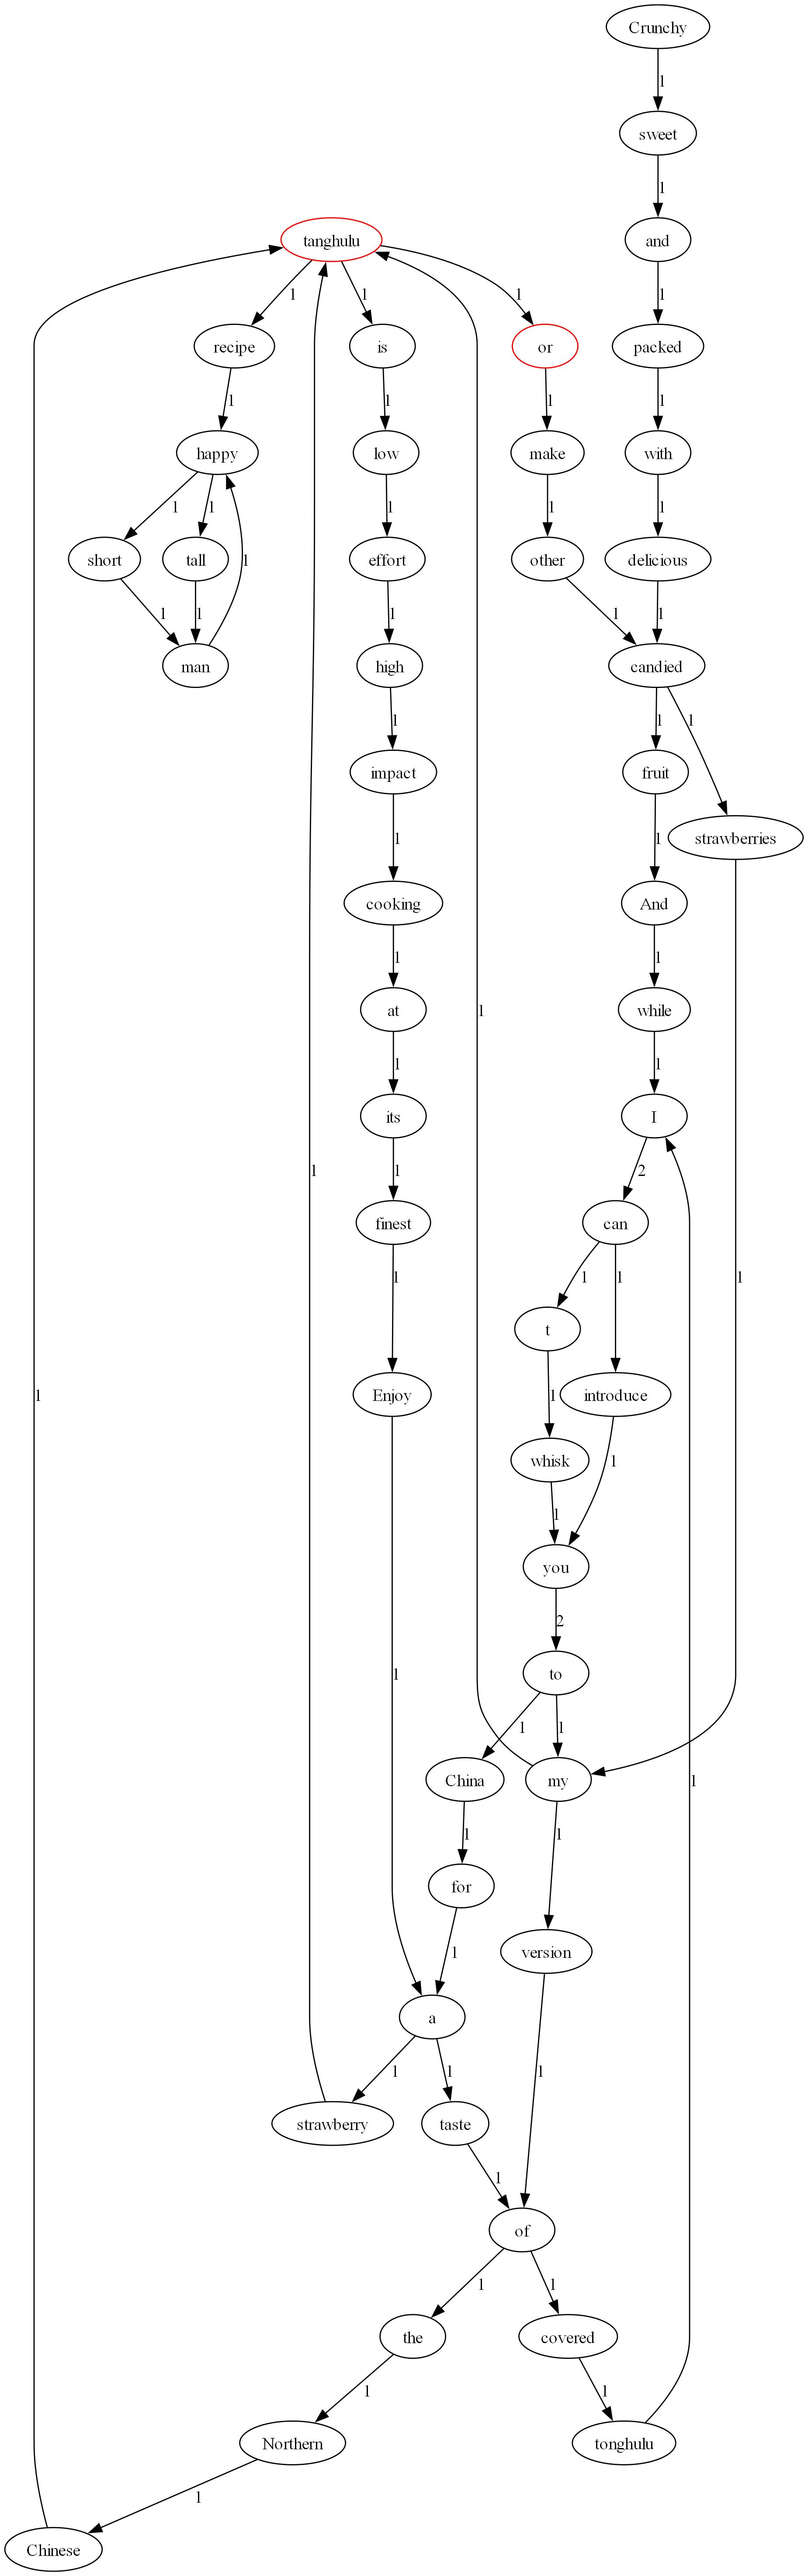 Crunchy
1
sweet
1
tanghulu
and
1 1 1 1
recipe
is
or
packed
1 1 1 1
happy
low
make
with
1 1 1 1 1
short
tall
effort
other
delicious
1 1 1 1 1 1
man
high
candied
1 1 1
impact
fruit
strawberries
1 1
cooking
And
1 1
at
while
1 1 1
its
I
1 1 2
finest
can
1 1 1 1
t
1
Enjoy
introduce
1 1
whisk
1
you
2
to
1 1 1
China
my
1
1 1
for
version
1
a
1 1 1
strawberry
taste
1
of
1 1
the
covered
1 1
Northern
tonghulu
1
Chinese